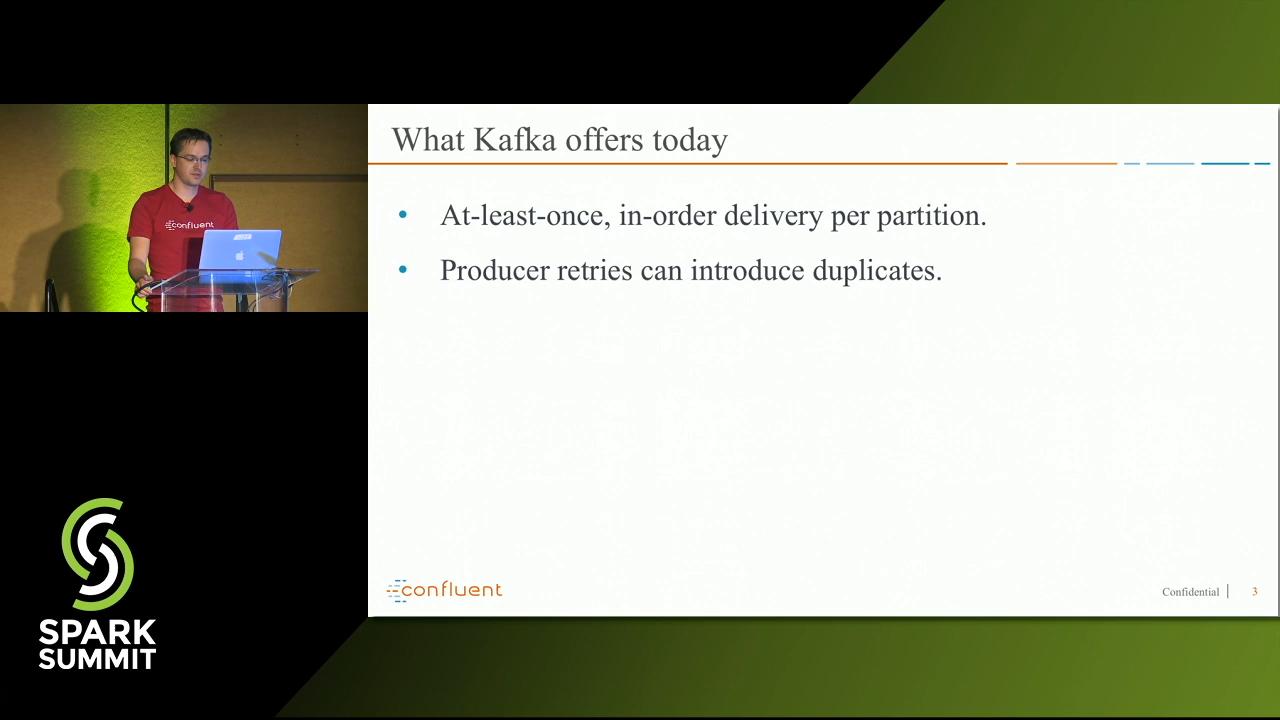 What Kafka offers today
• At-least-once, in-order delivery per partition.
• Producer retries can introduce duplicates.
confluent
confluent
Confidential | 3
SPARK
SUMMIT